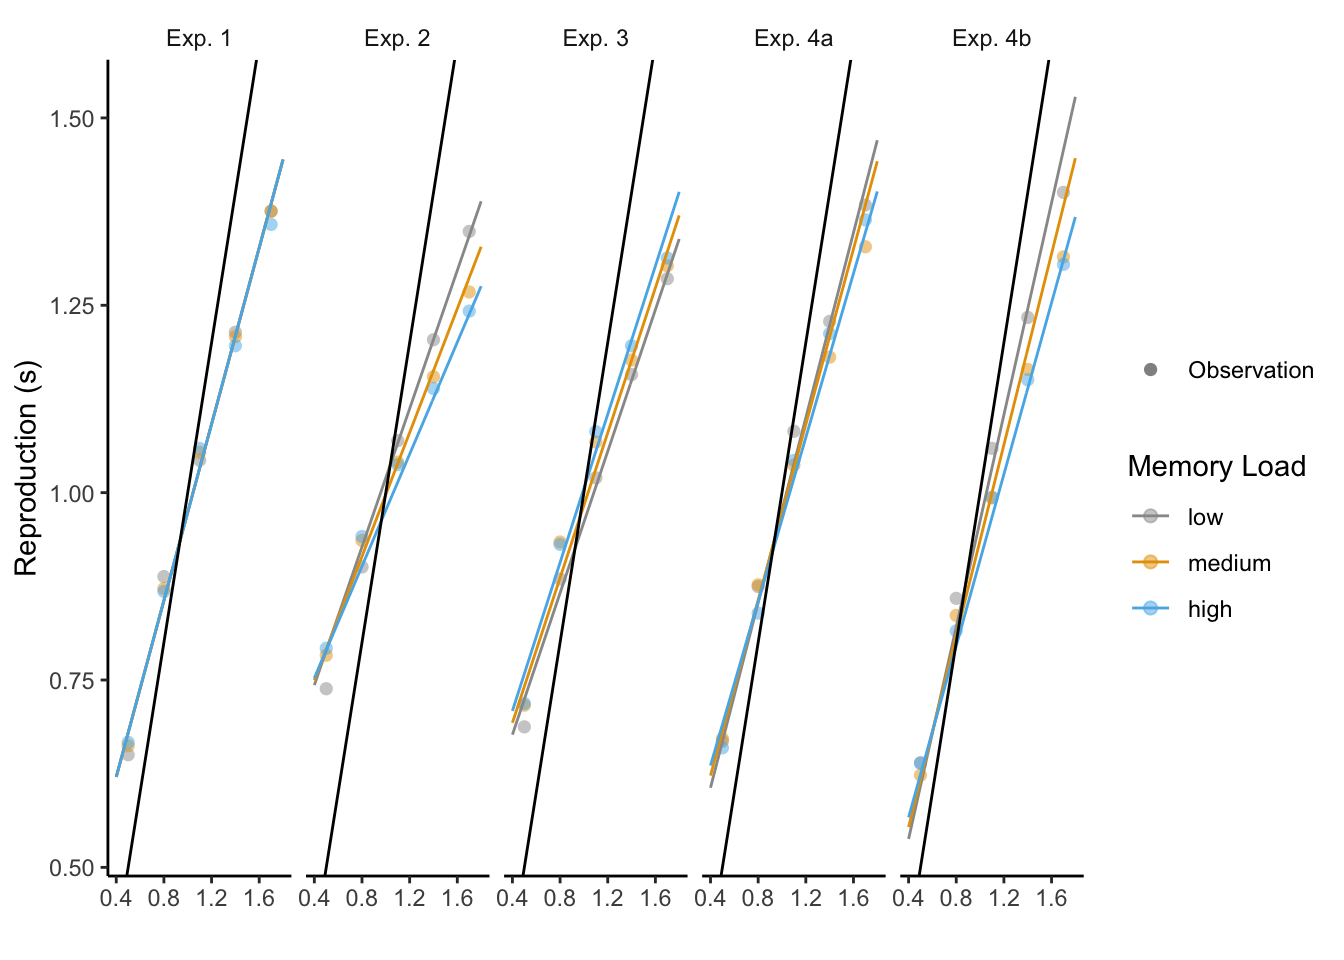 Exp. 1 Exp. 2 Exp. 3 Exp. 4a Exp. 4b
1.50
1.25
1.00
0.75
0.50
Reproduction (s)
0.4 0.8 1.2 1.6 0.4 0.8 1.2 1.6 0.4 0.8 1.2 1.6 0.4 0.8 1.2 1.6 0.4 0.8 1.2 1.6
Observation
Memory Load
low
medium
high